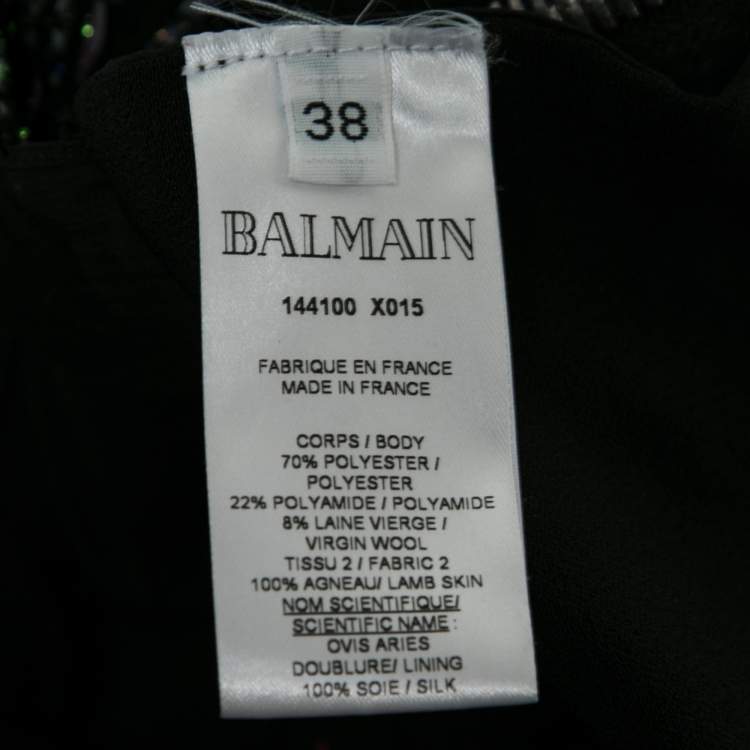 38
BALMAIN
144100 X015
FABRIQUE EN FRANCE
MADE IN FRANCE
CORPS / BODY
70% POLYESTER /
POLYESTER
22% POLYAMIDE / POLYAMIDE
8% LAINE VIERGE /
VIRGIN WOOL
TISSU 2 / FABRIC 2
100% AGNEAU/ LAMB SKIN
NOM SCIENTIFIQUE/
SCIENTIFIC NAME :
OVIS ARIES
DOUBLURE/ LINING
100% SOIE / SILK